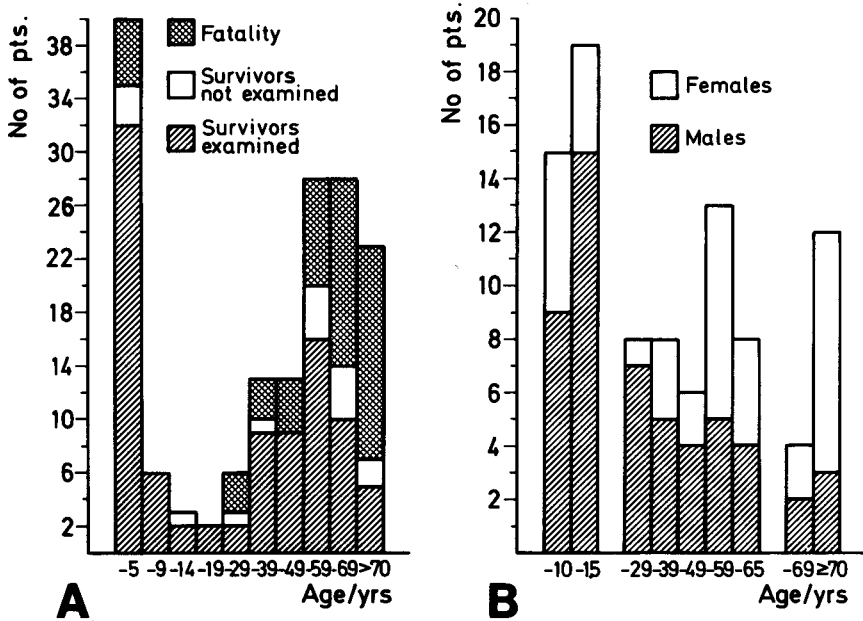 No of pts.
38
34
30
26
22
18
14
10
6
2
Fatality
Survivors
not examined
Survivors
examined
-5 -9 -14 -19 -29 -39 -49 -59 -69 >70
Age/yrs
A
No of pts.
20
18
16
14
12
10
8
6
4
2
Females
Males
-10 -15 -29 -39 -49 -59 -65 -69 ≥70
Age/yrs
B